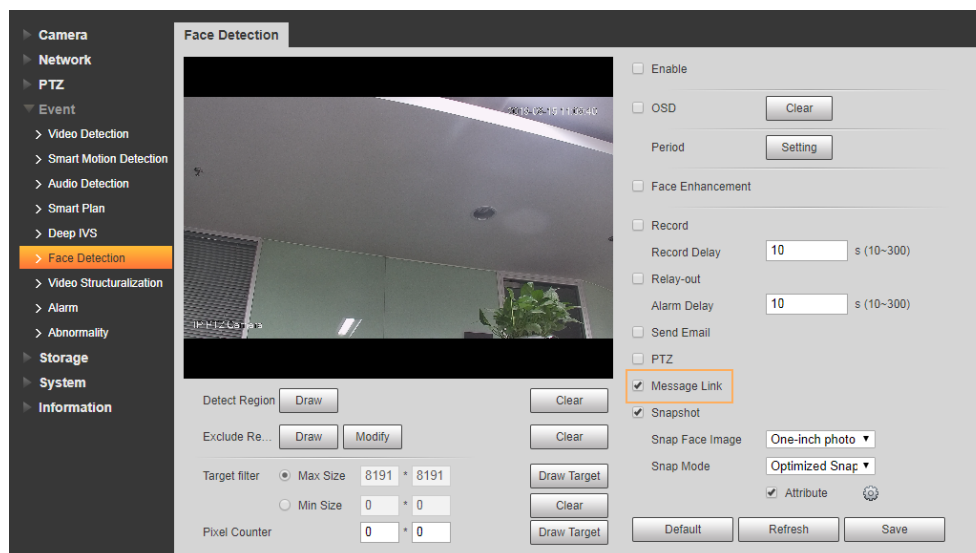 Camera
Network
PTZ
Event
Video Detection
Smart Motion Detection
Audio Detection
Smart Plan
Deep IVS
Face Detection
Video Structuralization
Alarm
Abnormality
Storage
System
Information
Face Detection
IP PTZ Camera
Detect Region Draw Clear
Exclude Re... Draw Modify Clear
Target filter Max Size 8191 * 8191 Draw Target
Min Size 0 * 0 Clear
Pixel Counter 0 * 0 Draw Target
Enable
OSD Clear
Period Setting
Face Enhancement
Record
Record Delay 10 s (10~300)
Relay-out
Alarm Delay 10 s (10~300)
Send Email
PTZ
Message Link
Snapshot
Snap Face Image One-inch photo
Snap Mode Optimized Snap
Attribute
Default Refresh Save